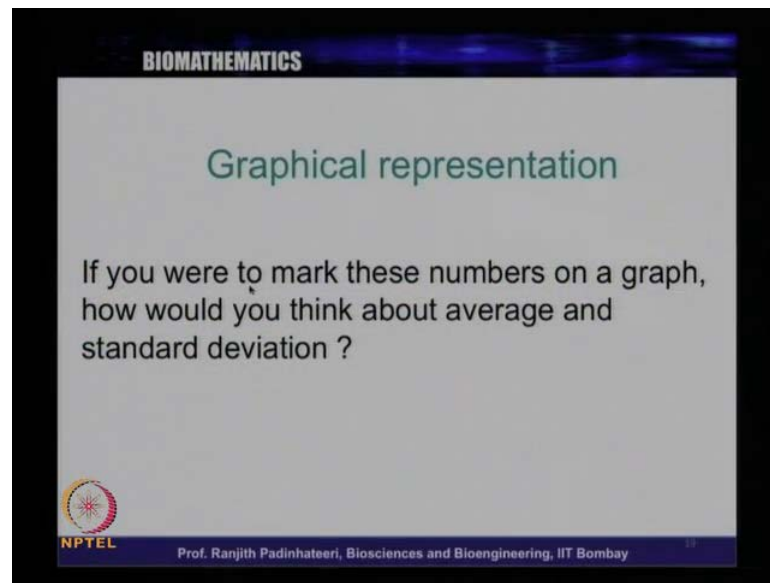 BIOMATHEMATICS
Graphical representation
If you were to mark these numbers on a graph,
how would you think about average and
standard deviation ?
NPTEL
Prof. Ranjith Padinhateeri, Biosciences and Bioengineering, IIT Bombay
19